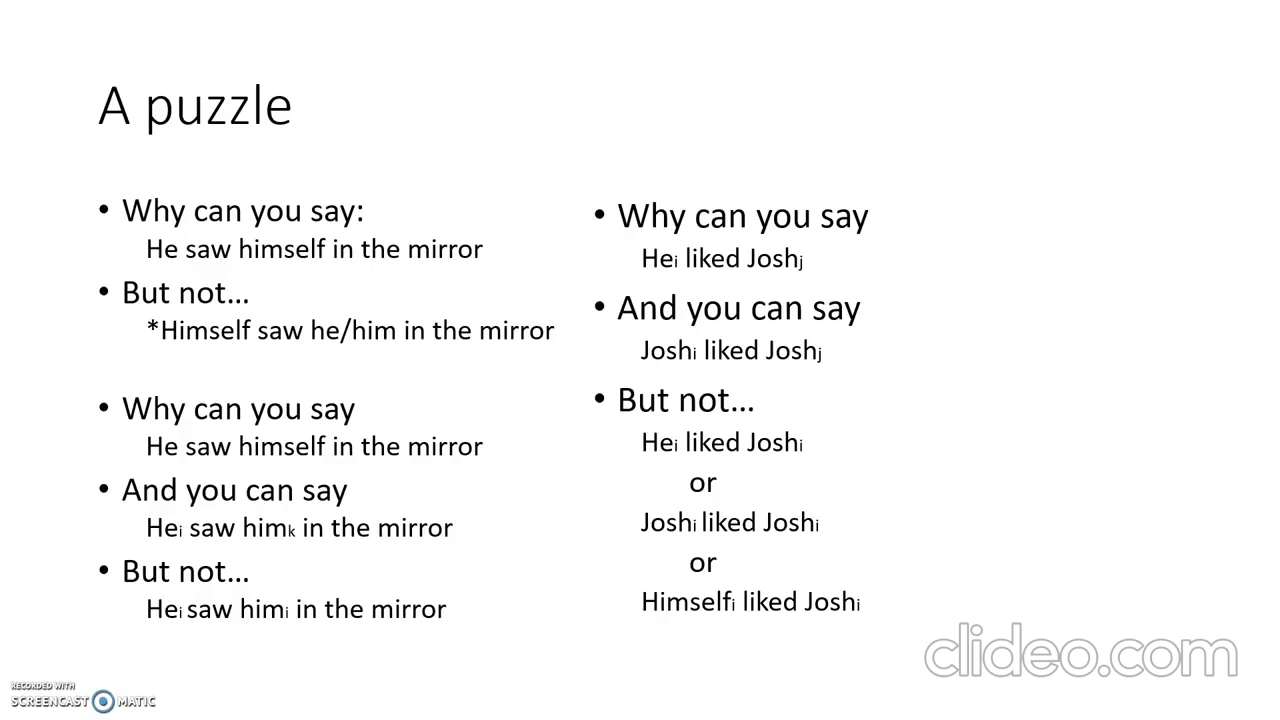 A puzzle
• Why can you say:
He saw himself in the mirror
• But not…
*Himself saw he/him in the mirror
• Why can you say
He saw himself in the mirror
• And you can say
Heᵢ saw himₖ in the mirror
• But not…
Heᵢ saw himᵢ in the mirror
• Why can you say
Heᵢ liked Joshⱼ
• And you can say
Joshᵢ liked Joshⱼ
• But not…
Heᵢ liked Joshᵢ
or
Joshᵢ liked Joshᵢ
or
Himselfᵢ liked Joshᵢ
clideo.com
RECORDED WITH
SCREENCAST MATIC